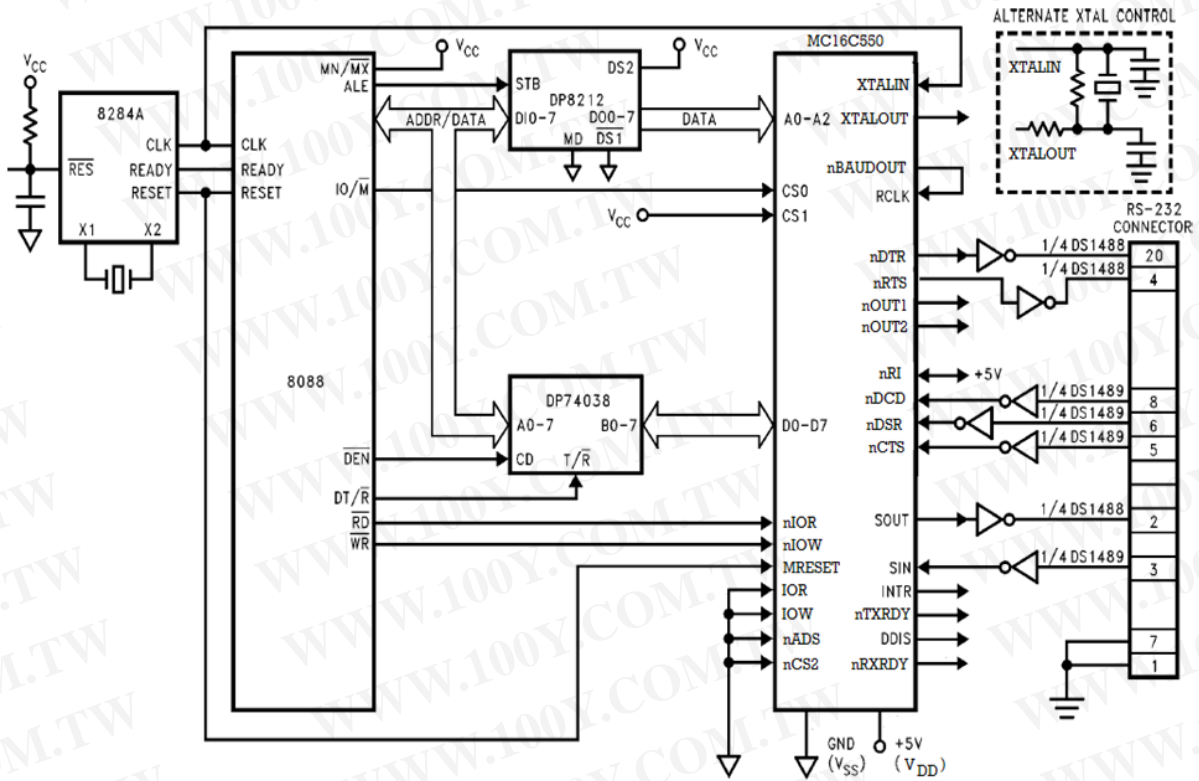 ALTERNATE XTAL CONTROL
XTALIN
XTALOUT
VCC
8284A
CLK
READY
RESET
RES
X1 X2
8088
MN/MX
VCC
ALE
CLK
READY
RESET
ADDR/DATA
IO/M
DEN
DT/R
RD
WR
STB
DS2
VCC
DP8212
DI0-7
DO0-7
MD
DS1
DATA
VCC
DP74038
A0-7
B0-7
CD
T/R
MC16C550
XTALIN
A0-A2
XTALOUT
nBAUDOUT
CS0
RCLK
CS1
nDTR
nRTS
nOUT1
nOUT2
nRI
+5V
nDCD
D0-D7
nDSR
nCTS
nIOR
SOUT
nIOW
MRESET
SIN
IOR
INTR
IOW
nTXRDY
nADS
DDIS
nCS2
nRXRDY
GND
(VSS)
+5V
(VDD)
RS-232
CONNECTOR
1/4 DS1488
20
1/4 DS1488
4
1/4 DS1489
8
1/4 DS1489
6
1/4 DS1489
5
1/4 DS1488
2
1/4 DS1489
3
7
1
WWW.100Y.COM.TW